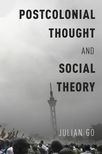 POSTCOLONIAL
THOUGHT
AND
SOCIAL
THEORY
JULIAN GO